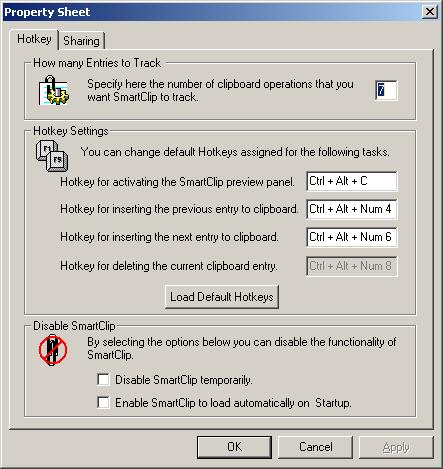 Property Sheet
Hotkey Sharing
How many Entries to Track
Specify here the number of clipboard operations that you
want SmartClip to track.
7
Hotkey Settings
F5
F9
You can change default Hotkeys assigned for the following tasks.
Hotkey for activating the SmartClip preview panel. Ctrl + Alt + C
Hotkey for inserting the previous entry to clipboard. Ctrl + Alt + Num 4
Hotkey for inserting the next entry to clipboard. Ctrl + Alt + Num 6
Hotkey for deleting the current clipboard entry. Ctrl + Alt + Num 8
Load Default Hotkeys
Disable SmartClip
By selecting the options below you can disable the functionality of
SmartClip.
Disable SmartClip temporarily.
Enable SmartClip to load automatically on Startup.
OK Cancel Apply